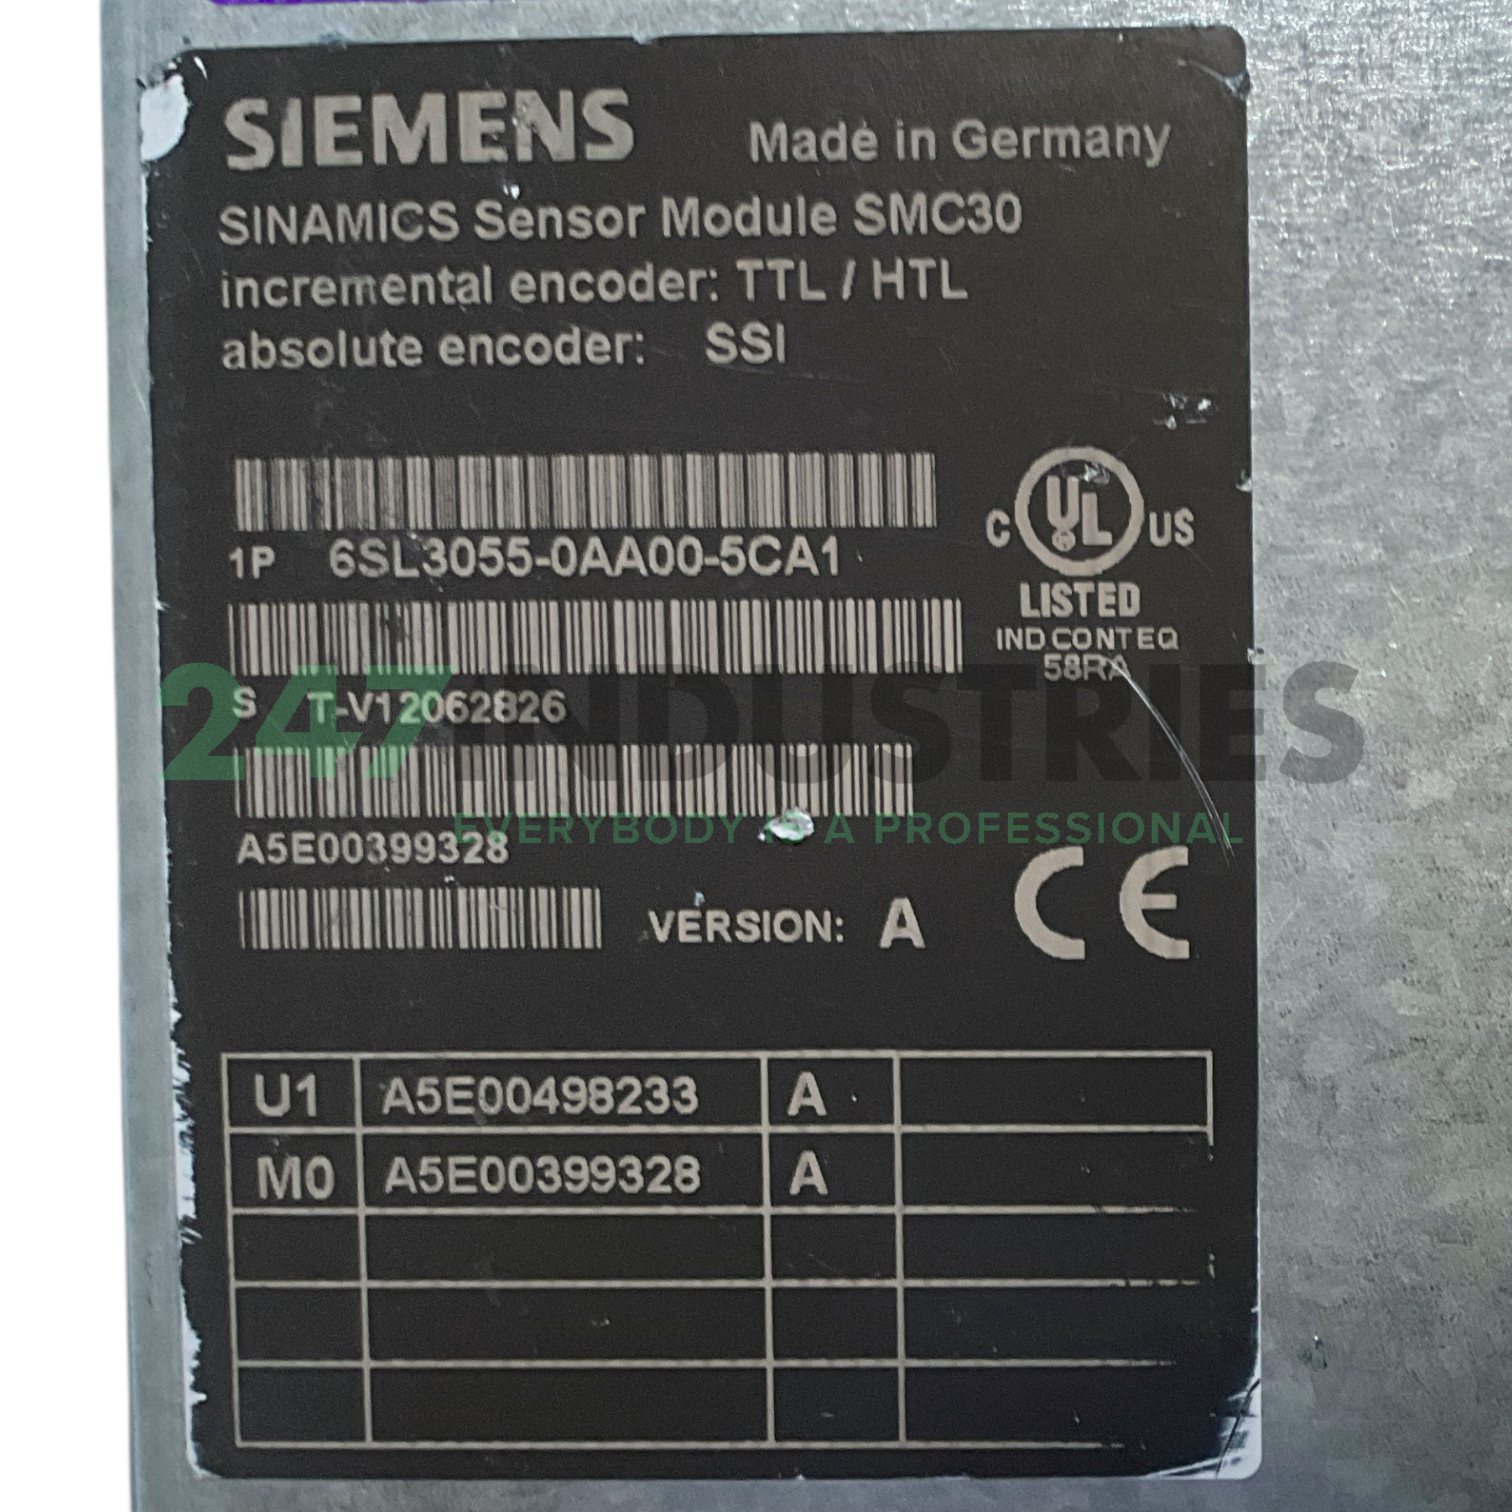 SIEMENS Made in Germany
SINAMICS Sensor Module SMC30
incremental encoder: TTL / HTL
absolute encoder: SSI
1P 6SL3055-0AA00-5CA1
C UL US
LISTED
IND.CONT.EQ
58RA
S T-V12062826
247 INDUSTRIES
EVERYBODY IS A PROFESSIONAL
A5E00399328
VERSION: A
CE
U1 A5E00498233 A
M0 A5E00399328 A